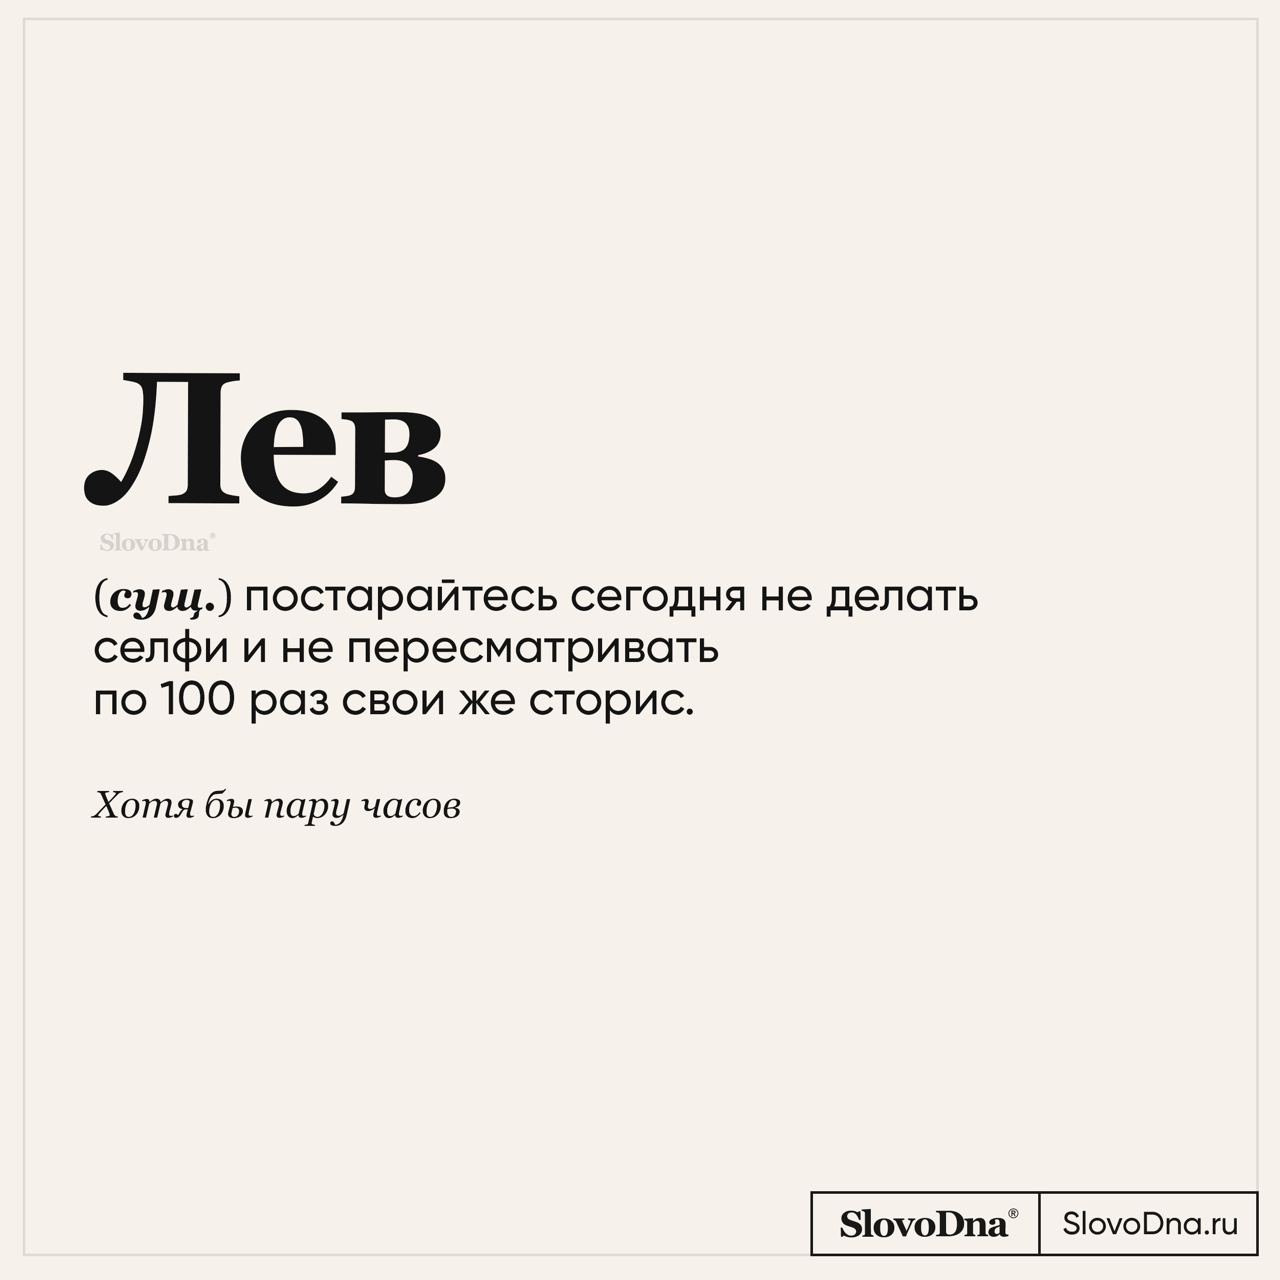 Лев
SlovoDna®
(сущ.) постарайтесь сегодня не делать
селфи и не пересматривать
по 100 раз свои же сторис.
Хотя бы пару часов
SlovoDna® SlovoDna.ru